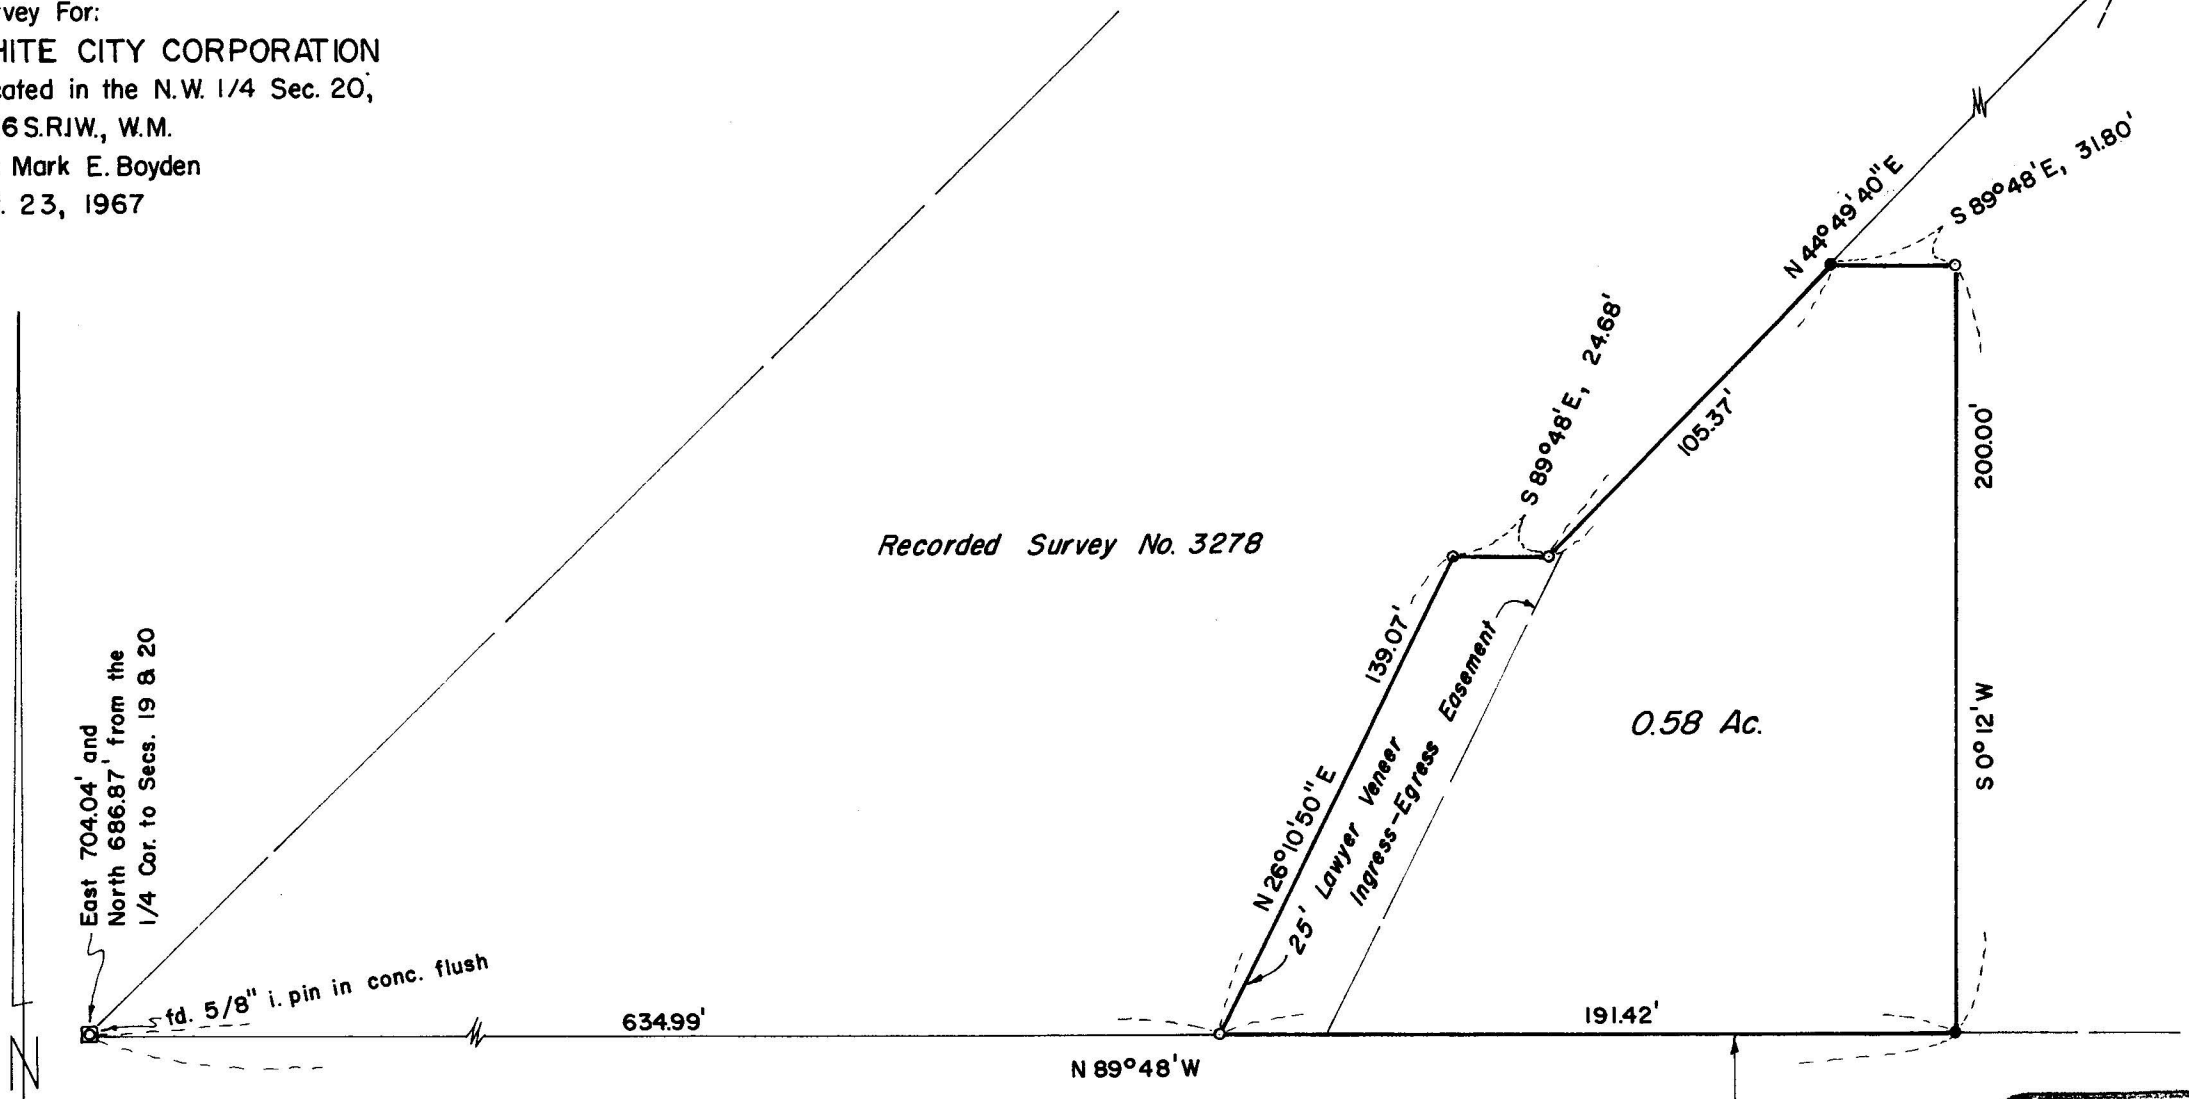 vey For:
HITE CITY CORPORATION
cated in the N.W. 1/4 Sec. 20,
6 S.R.1W., W.M.
Mark E. Boyden
. 23, 1967
N 44°49'40"E
S 89°48'E, 31.80'
S 89°48'E, 24.68'
105.37'
200.00'
Recorded Survey No. 3278
139.07'
East 704.04' and
North 686.87' from the
1/4 Cor. to Secs. 19 & 20
N 26°10'50"E
25' Lawyer Veneer
Ingress-Egress Easement
0.58 Ac.
S 0°12'W
fd. 5/8" i. pin in conc. flush
634.99'
191.42'
N 89°48'W
N